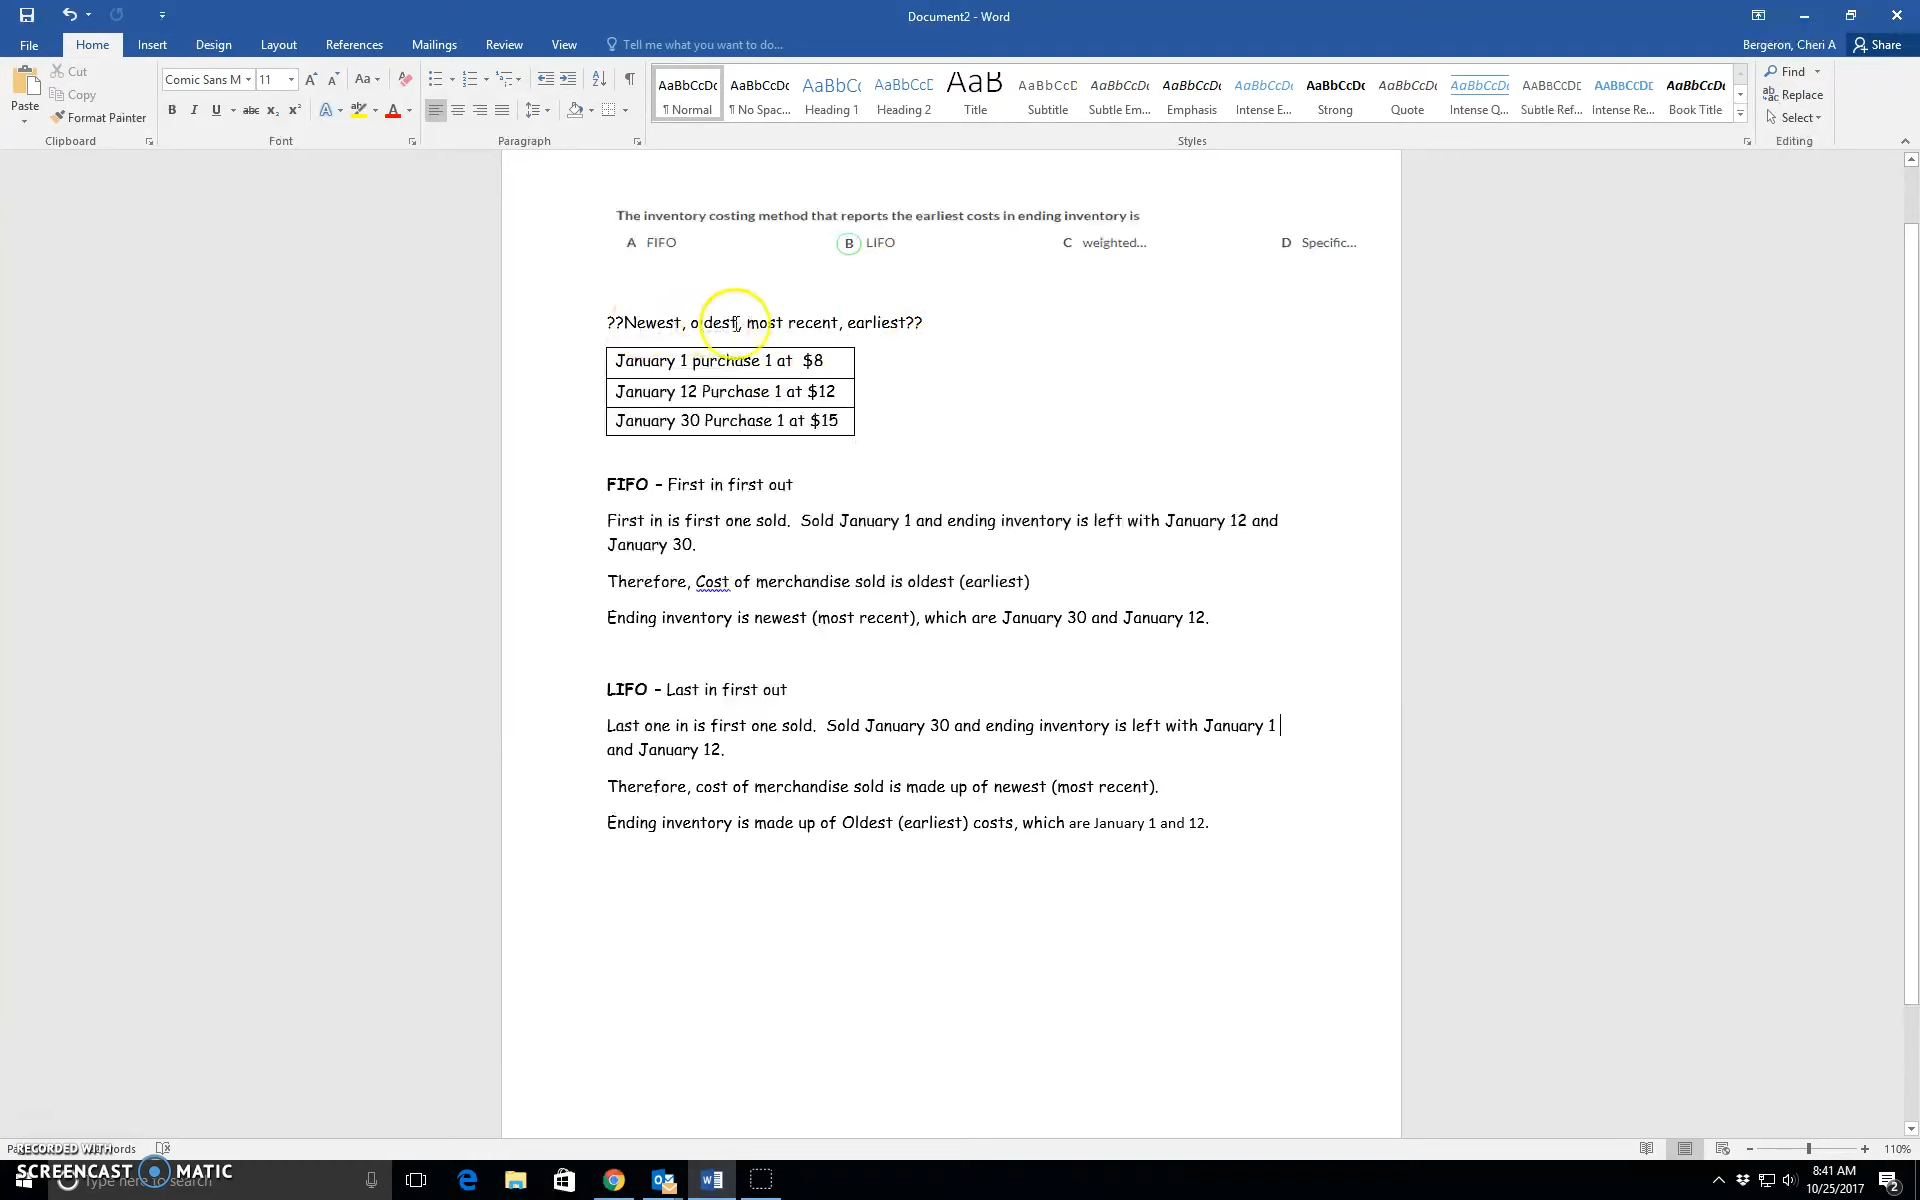 Document2 - Word
File Home Insert Design Layout References Mailings Review View Tell me what you want to do... Bergeron, Cheri A Share
Paste Cut Copy Format Painter
Clipboard
Comic Sans M 11
Font
Paragraph
AaBbCcDc AaBbCcDc AaBbCc AaBbCcD AaB AaBbCcD AaBbCcDc AaBbCcDc AaBbCcDc AaBbCcDc AaBbCcDc AaBbCcDc AABBCCDD AABBCCDD AaBbCcDc
¶ Normal ¶ No Spac... Heading 1 Heading 2 Title Subtitle Subtle Em... Emphasis Intense E... Strong Quote Intense Q... Subtle Ref... Intense Re... Book Title
Styles
Find
Replace
Select
Editing
The inventory costing method that reports the earliest costs in ending inventory is
A FIFO B LIFO C weighted... D Specific...
??Newest, oldest, most recent, earliest??
January 1 purchase 1 at $8
January 12 Purchase 1 at $12
January 30 Purchase 1 at $15
FIFO - First in first out
First in is first one sold. Sold January 1 and ending inventory is left with January 12 and
January 30.
Therefore, Cost of merchandise sold is oldest (earliest)
Ending inventory is newest (most recent), which are January 30 and January 12.
LIFO - Last in first out
Last one in is first one sold. Sold January 30 and ending inventory is left with January 1
and January 12.
Therefore, cost of merchandise sold is made up of newest (most recent).
Ending inventory is made up of Oldest (earliest) costs, which are January 1 and 12.
110%
RECORDED WITH
SCREENCAST MATIC
Type here to search
8:41 AM
10/25/2017
2